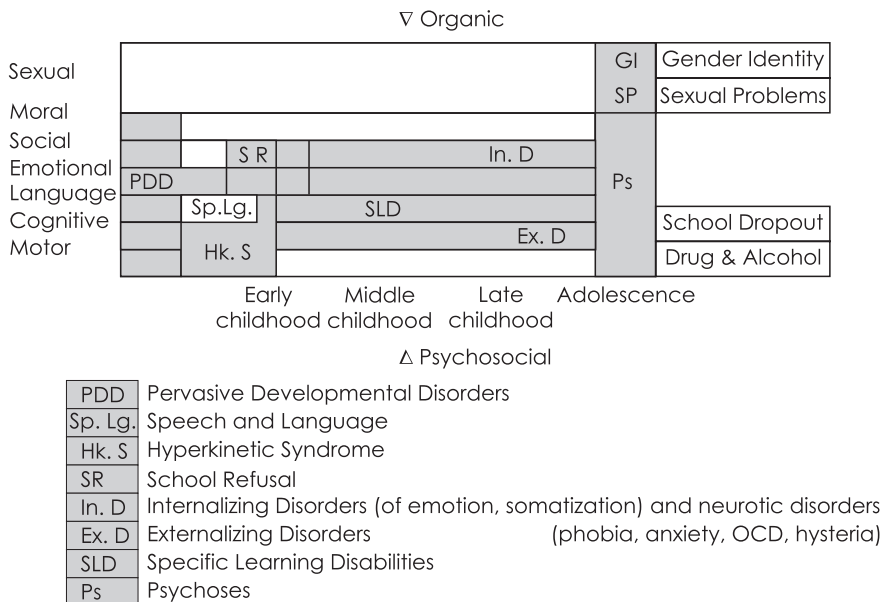 ∇ Organic
Sexual
GI
Gender Identity
SP
Sexual Problems
Moral
Social
S R
In. D
Emotional
PDD
Ps
Language
Sp.Lg.
SLD
Cognitive
School Dropout
Motor
Hk. S
Ex. D
Drug & Alcohol
Early childhood
Middle childhood
Late childhood
Adolescence
Δ Psychosocial
PDD Pervasive Developmental Disorders
Sp. Lg. Speech and Language
Hk. S Hyperkinetic Syndrome
SR School Refusal
In. D Internalizing Disorders (of emotion, somatization) and neurotic disorders
Ex. D Externalizing Disorders (phobia, anxiety, OCD, hysteria)
SLD Specific Learning Disabilities
Ps Psychoses